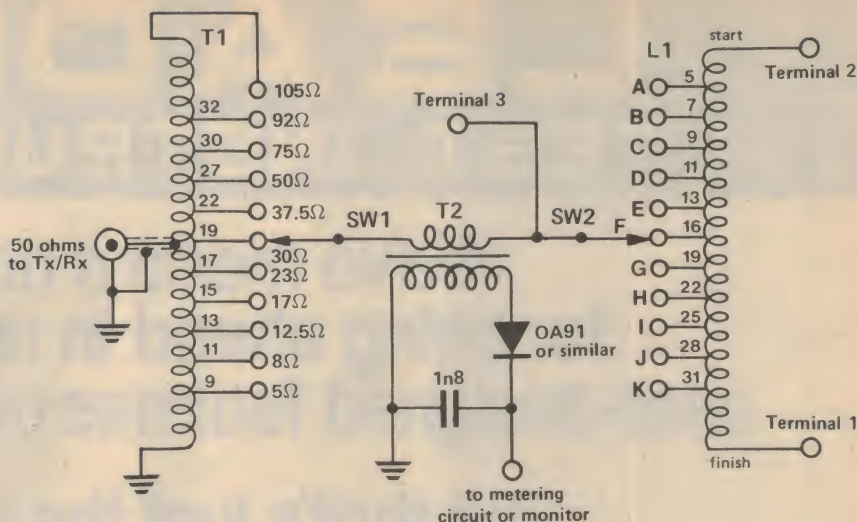 T1
105Ω
32
92Ω
30
75Ω
27
50Ω
22
37.5Ω
19
30Ω
17
23Ω
15
17Ω
13
12.5Ω
11
8Ω
9
5Ω
50 ohms
to Tx/Rx
SW1
T2
Terminal 3
SW2
OA91
or similar
1n8
to metering
circuit or monitor
L1
start
Terminal 2
A 5
B 7
C 9
D 11
E 13
F 16
G 19
H 22
I 25
J 28
K 31
Terminal 1
finish